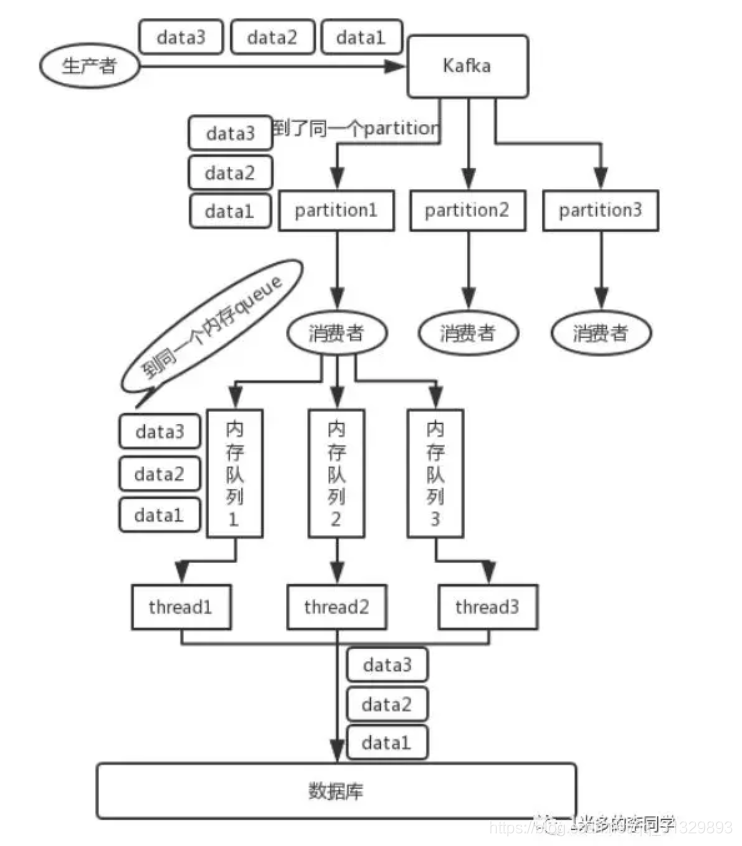 data3 data2 data1
生产者
Kafka
data3
到了同一个partition
data2
data1
partition1 partition2 partition3
到同一个内存queue
消费者 消费者 消费者
data3
data2
data1
内存队列1
内存队列2
内存队列3
thread1 thread2 thread3
data3
data2
data1
数据库
1米多的李同学